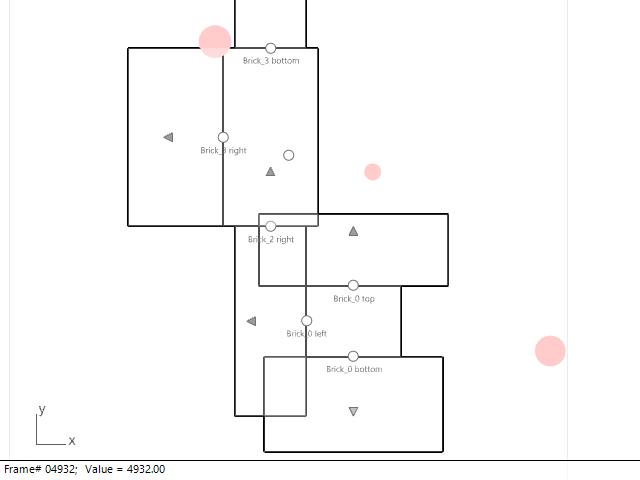 Brick_3 bottom
Brick_3 right
Brick_2 right
Brick_0 top
Brick_0 left
Brick_0 bottom
y
x
Frame# 04932; Value = 4932.00